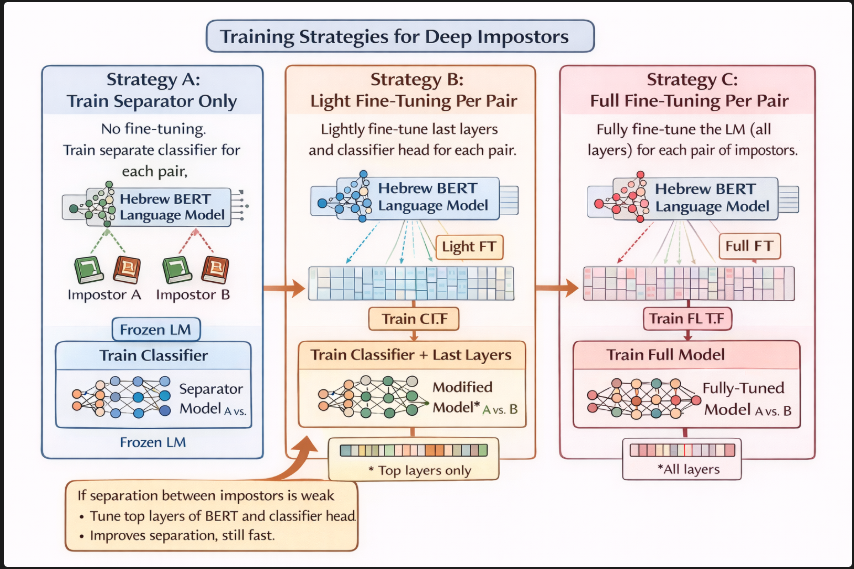 Training Strategies for Deep Impostors
Strategy A:
Train Separator Only
No fine-tuning.
Train separate classifier for
each pair,
Hebrew BERT
Language Model
Impostor A
Impostor B
Frozen LM
Train Classifier
Separator
Model A vs.
Frozen LM
Strategy B:
Light Fine-Tuning Per Pair
Lightly fine-tune last layers
and classifier head for each pair.
Hebrew BERT
Language Model
Light FT
Train CLT.F
Train Classifier + Last Layers
Modified
Model* A vs. B
* Top layers only
If separation between impostors is weak
• Tune top layers of BERT and classifier head.
• Improves separation, still fast.
Strategy C:
Full Fine-Tuning Per Pair
Fully fine-tune the LM (all
layers) for each pair of impostors.
Hebrew BERT
Language Model
Full FT
Train FL T.F
Train Full Model
Fully-Tuned
Model A vs. B
*All layers